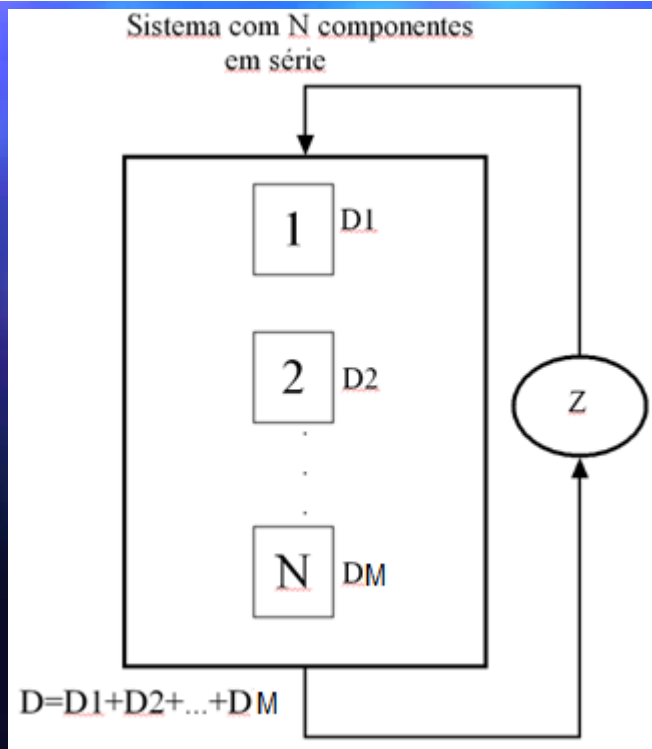 Sistema com N componentes
em série
1 D1
2 D2
.
.
.
N DM
Z
D=D1+D2+...+DM